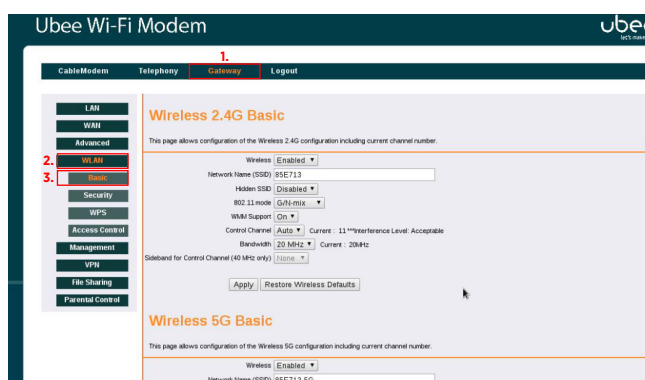 Ubee Wi-Fi Modem
1.
CableModem Telephony Gateway Logout
LAN
WAN
Advanced
2. WLAN
3. Basic
Security
WPS
Access Control
Management
VPN
File Sharing
Parental Control
Wireless 2.4G Basic
This page allows configuration of the Wireless 2.4G configuration including current channel number.
Wireless Enabled
Network Name (SSID) 85E713
Hidden SSID Disabled
802.11 mode G/N-mix
WMM Support On
Control Channel Auto Current : 11 ***Interference Level: Acceptable
Bandwidth 20 MHz Current : 20MHz
Sideband for Control Channel (40 MHz only) None
Apply Restore Wireless Defaults
Wireless 5G Basic
This page allows configuration of the Wireless 5G configuration including current channel number.
Wireless Enabled
Network Name (SSID) 85E713-5G